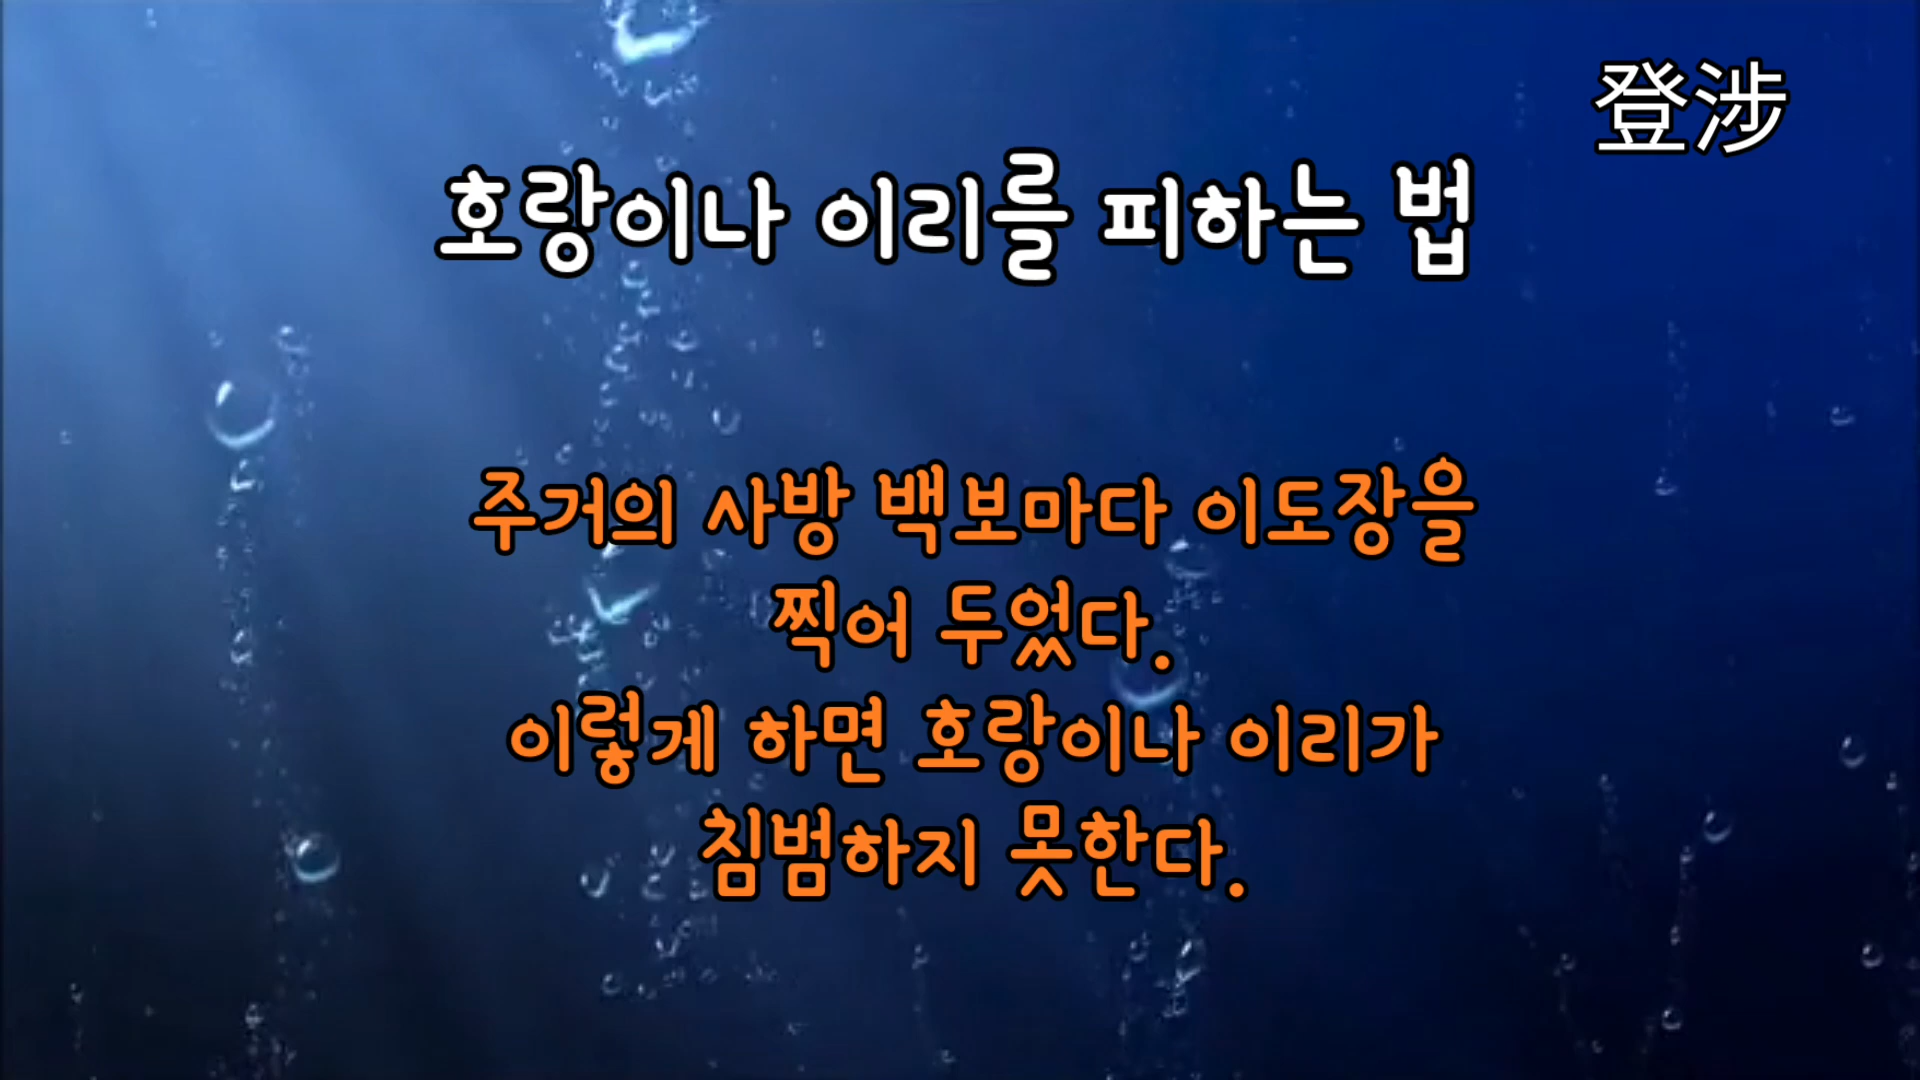 登涉
호랑이나 이리를 피하는 법
주거의 사방 백보마다 이도장을
찍어 두었다.
이렇게 하면 호랑이나 이리가
침범하지 못한다.